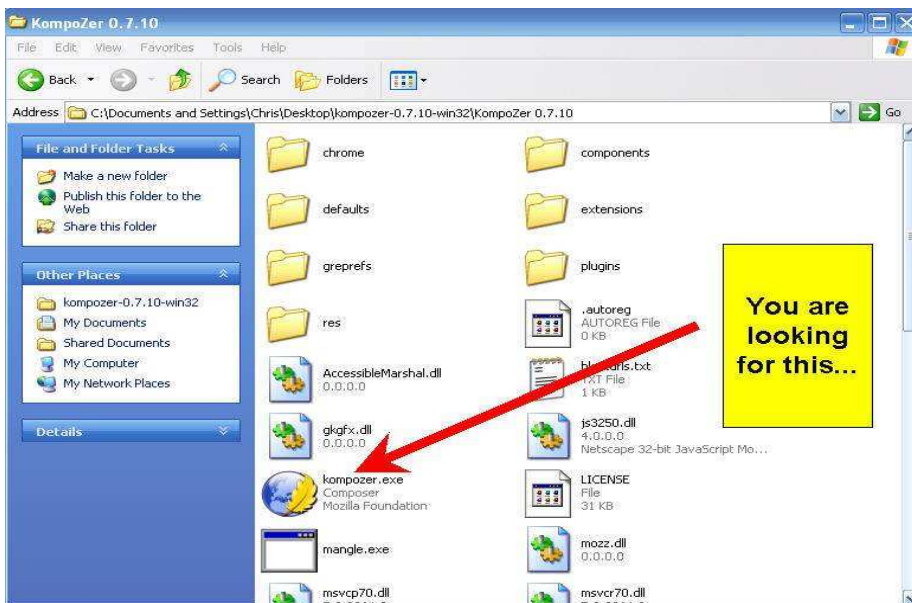 KompoZer 0.7.10
File Edit View Favorites Tools Help
Back Search Folders
Address C:\Documents and Settings\Chris\Desktop\kompozer-0.7.10-win32\KompoZer 0.7.10 Go
File and Folder Tasks
Make a new folder
Publish this folder to the
Web
Share this folder
Other Places
kompozer-0.7.10-win32
My Documents
Shared Documents
My Computer
My Network Places
Details
chrome
components
defaults
extensions
greprefs
plugins
res
.autoreg
AUTOREG File
0 KB
AccessibleMarshal.dll
0.0.0.0
TXT File
1 KB
gkgfx.dll
0.0.0.0
js3250.dll
4.0.0.0
Netscape 32-bit JavaScript Mo...
kompozer.exe
Composer
Mozilla Foundation
LICENSE
File
31 KB
mangle.exe
mozz.dll
0.0.0.0
msvcp70.dll
msvcr70.dll
You are
looking
for this...